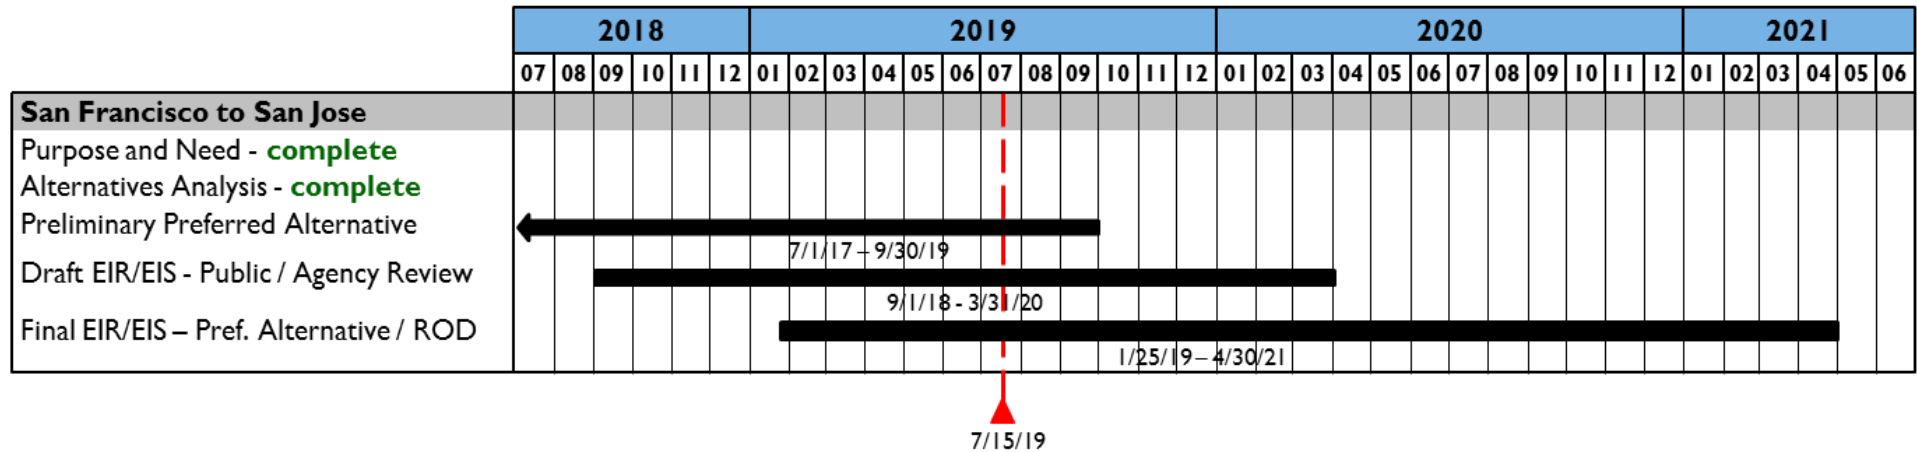 2018 2019 2020 2021
07 08 09 10 11 12 01 02 03 04 05 06 07 08 09 10 11 12 01 02 03 04 05 06 07 08 09 10 11 12 01 02 03 04 05 06
San Francisco to San Jose
Purpose and Need - complete
Alternatives Analysis - complete
Preliminary Preferred Alternative
7/1/17 – 9/30/19
Draft EIR/EIS - Public / Agency Review
9/1/18 - 3/31/20
Final EIR/EIS – Pref. Alternative / ROD
1/25/19 – 4/30/21
7/15/19